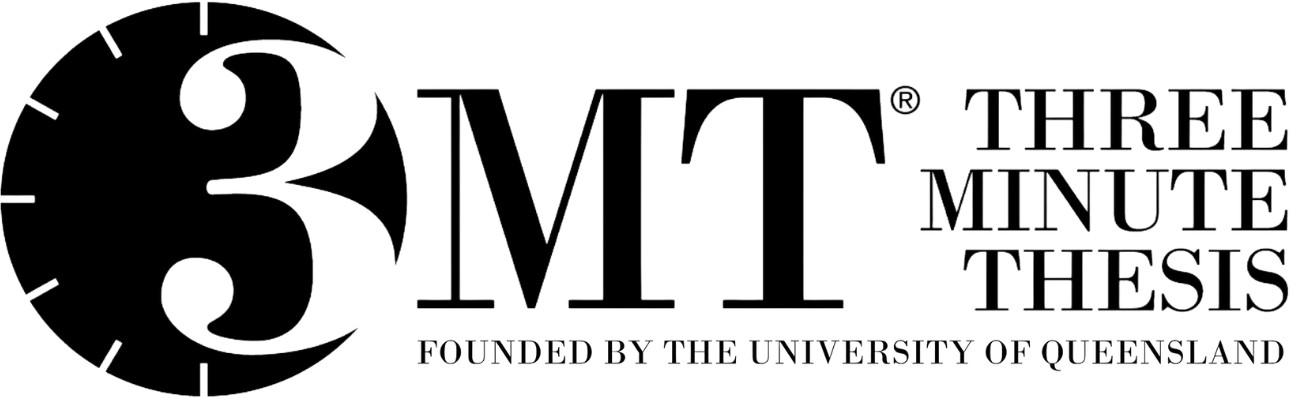 3MT® THREE
MINUTE
THESIS
FOUNDED BY THE UNIVERSITY OF QUEENSLAND